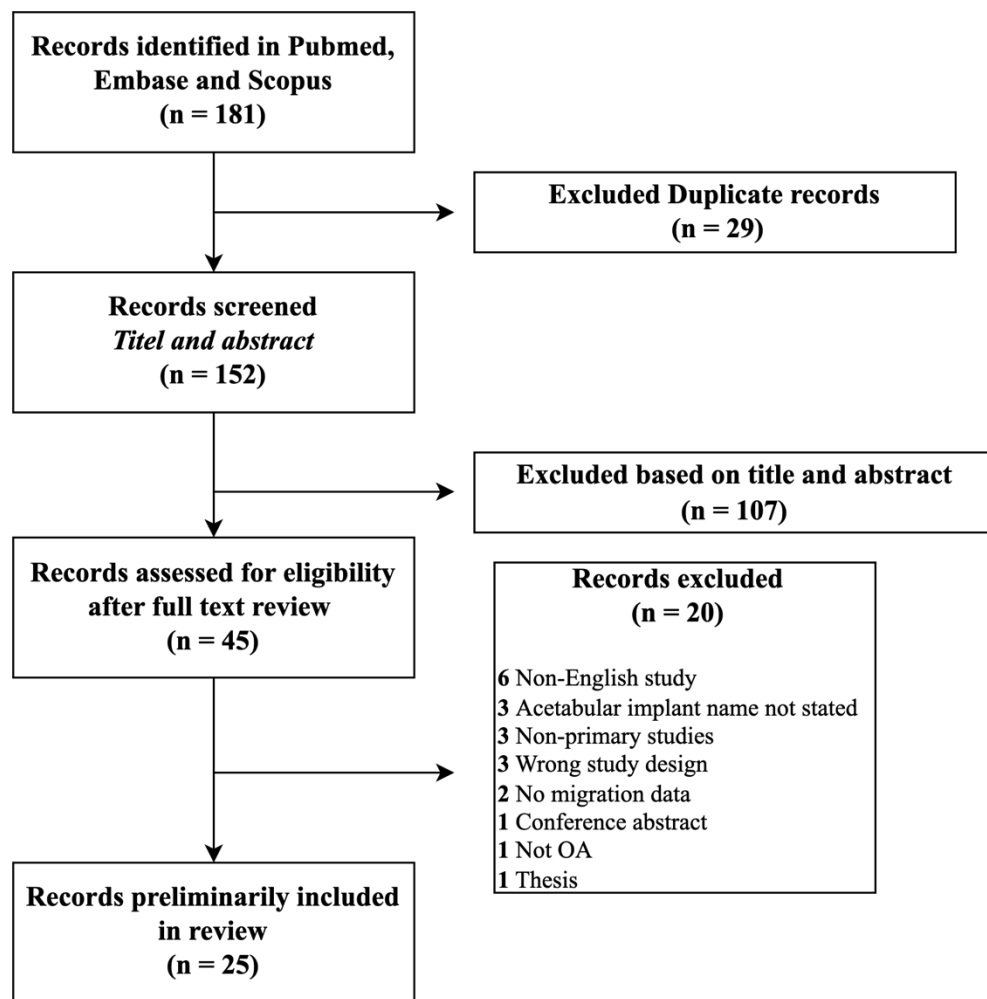 Records identified in Pubmed,
Embase and Scopus
(n = 181)
Excluded Duplicate records
(n = 29)
Records screened
Titel and abstract
(n = 152)
Excluded based on title and abstract
(n = 107)
Records assessed for eligibility
after full text review
(n = 45)
Records excluded
(n = 20)
6 Non-English study
3 Acetabular implant name not stated
3 Non-primary studies
3 Wrong study design
2 No migration data
1 Conference abstract
1 Not OA
1 Thesis
Records preliminarily included
in review
(n = 25)